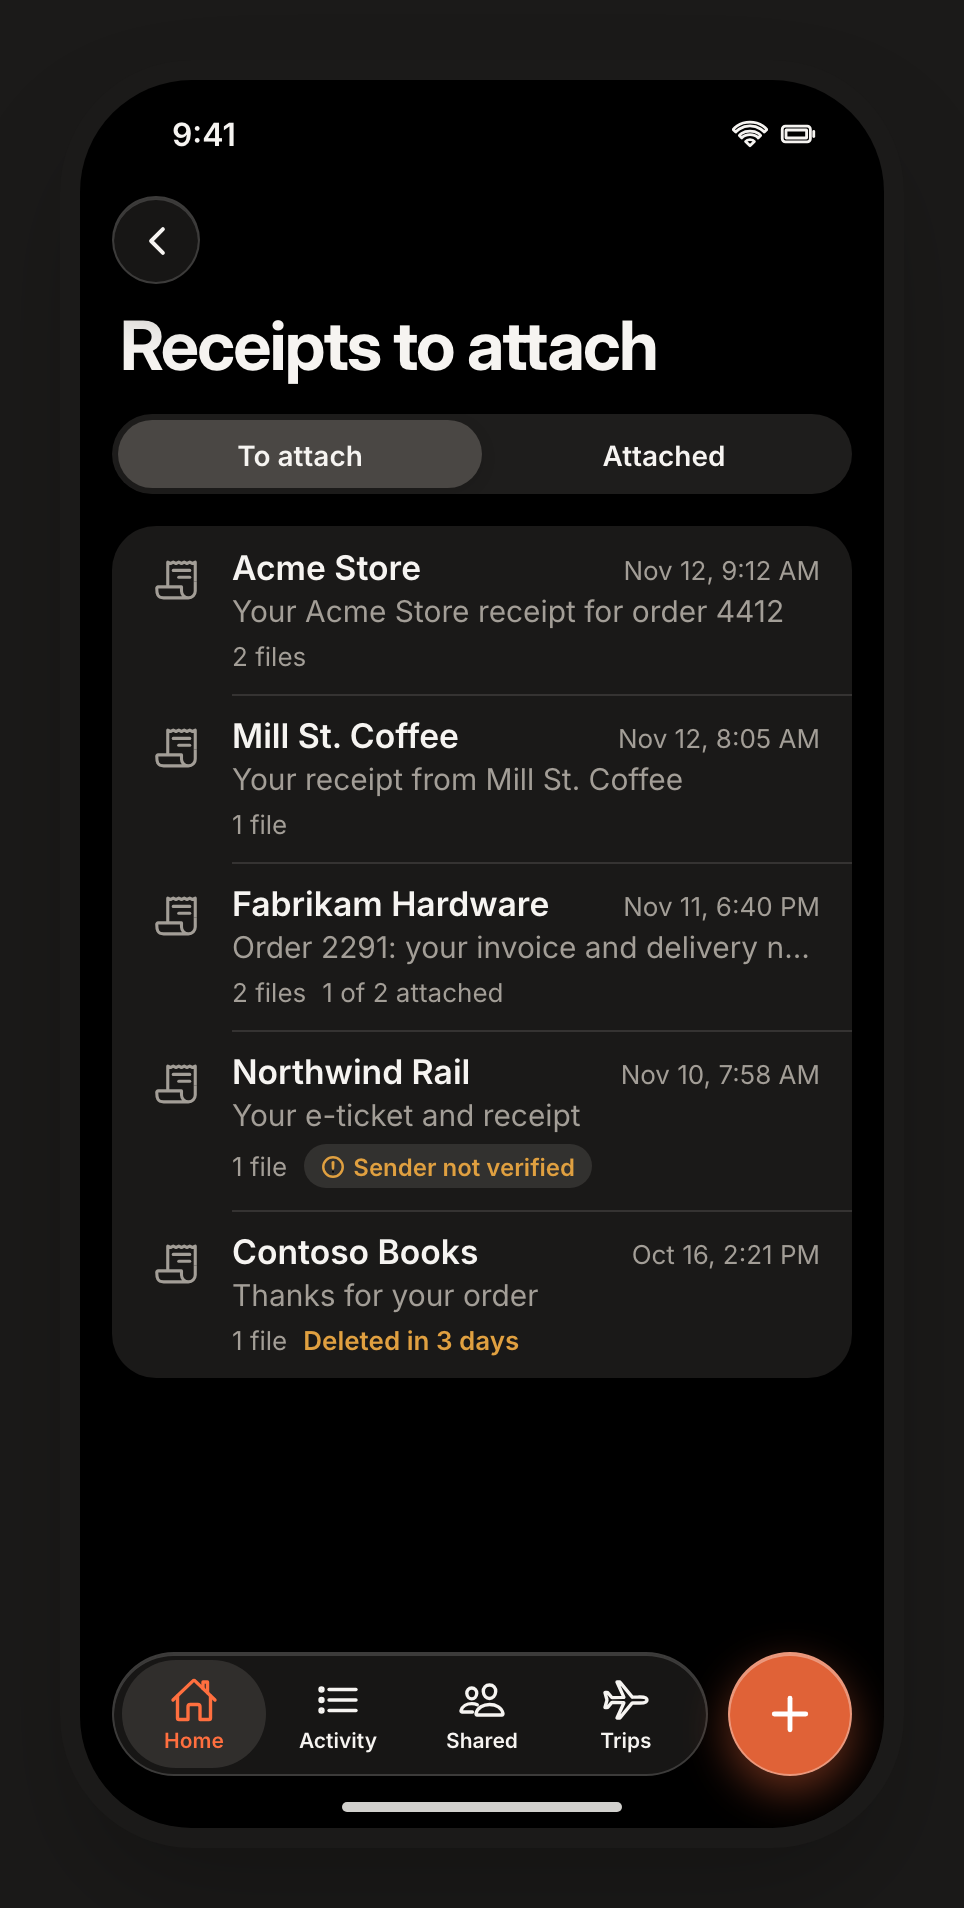 9:41
Receipts to attach
To attach
Attached
Acme Store
Nov 12, 9:12 AM
Your Acme Store receipt for order 4412
2 files
Mill St. Coffee
Nov 12, 8:05 AM
Your receipt from Mill St. Coffee
1 file
Fabrikam Hardware
Nov 11, 6:40 PM
Order 2291: your invoice and delivery n...
2 files 1 of 2 attached
Northwind Rail
Nov 10, 7:58 AM
Your e-ticket and receipt
1 file Sender not verified
Contoso Books
Oct 16, 2:21 PM
Thanks for your order
1 file Deleted in 3 days
Home
Activity
Shared
Trips